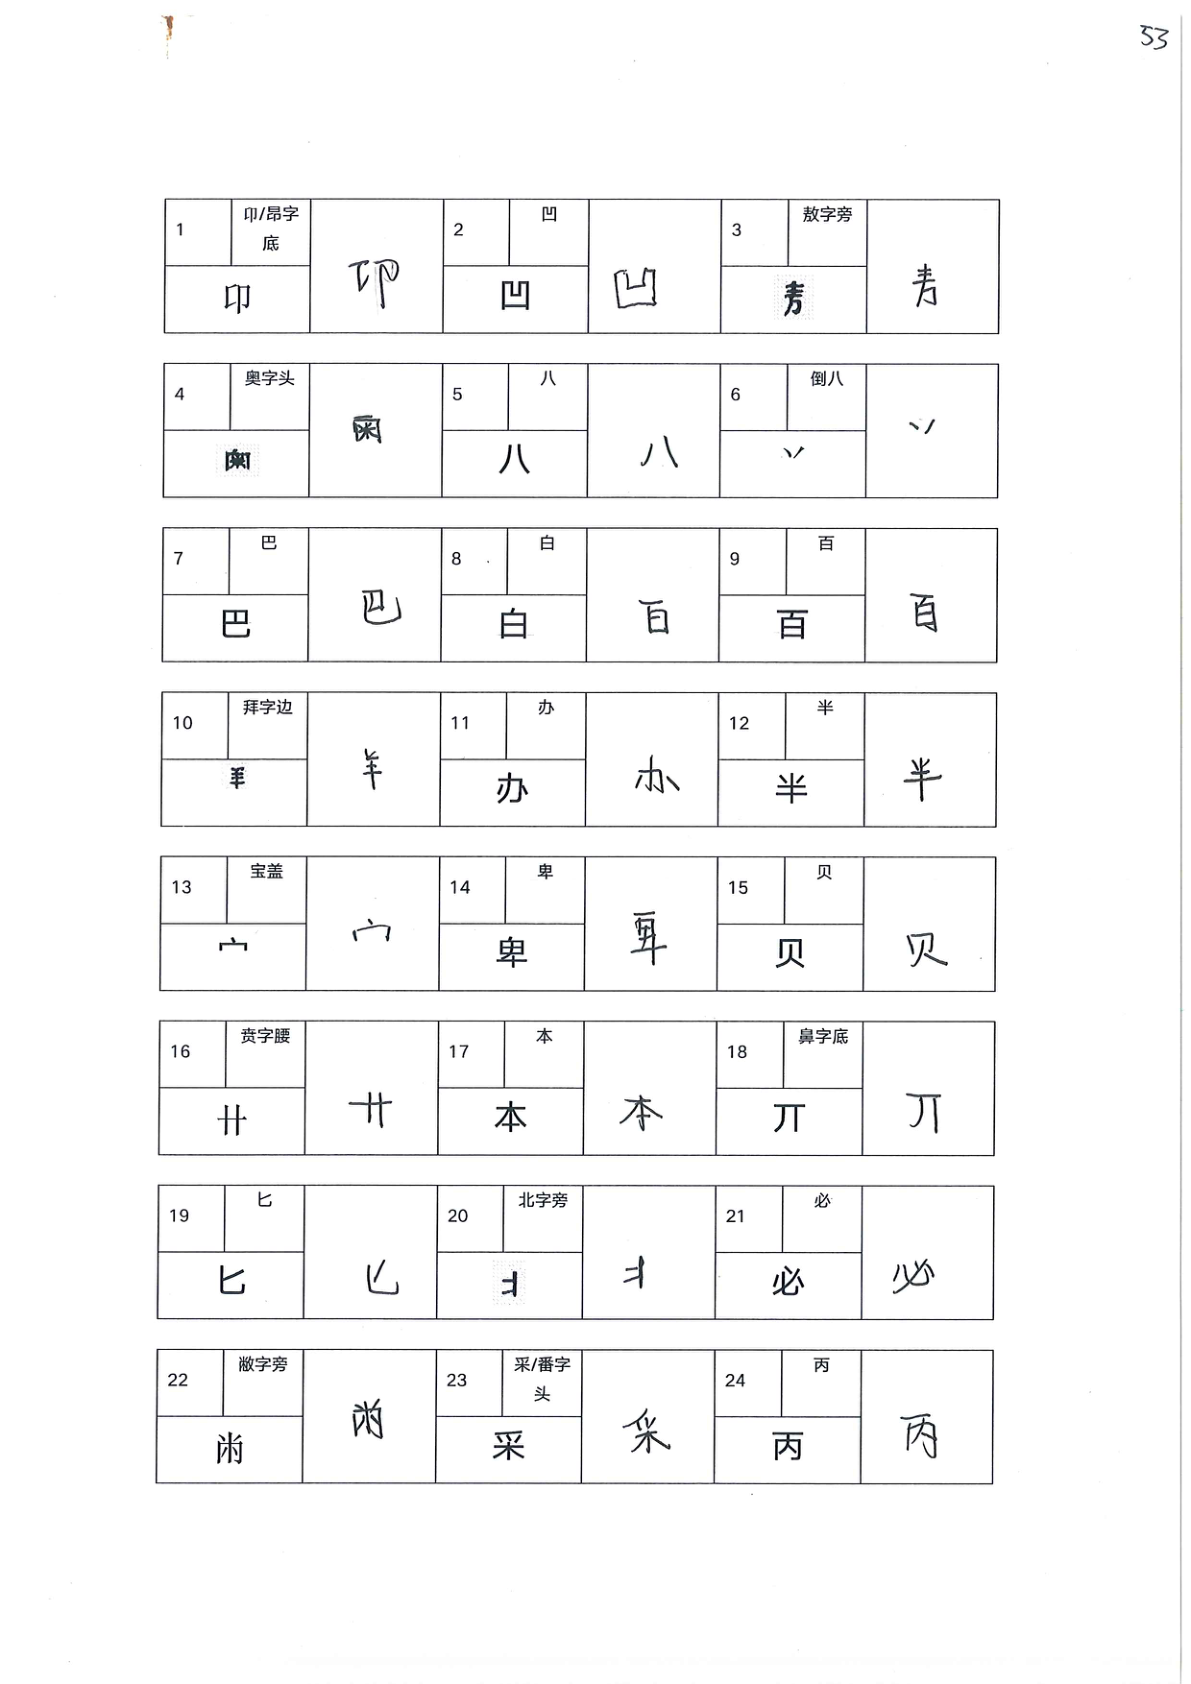 53
1 卬/昂字底 卬 卬 2 凹 凹 凹 3 敖字旁
4 奥字头 5 八 八 八 6 倒八 丷 丷
7 巴 巴 巴 8 白 白 白 9 百 百 百
10 拜字边 11 办 办 办 12 半 半 半
13 宝盖 宀 宀 14 卑 卑 卑 15 贝 贝 贝
16 贲字腰 卄 卄 17 本 本 本 18 鼻字底 丌 丌
19 匕 匕 匕 20 北字旁 21 必 必 必
22 敝字旁 㡀 㡀 23 采/番字头 采 采 24 丙 丙 丙